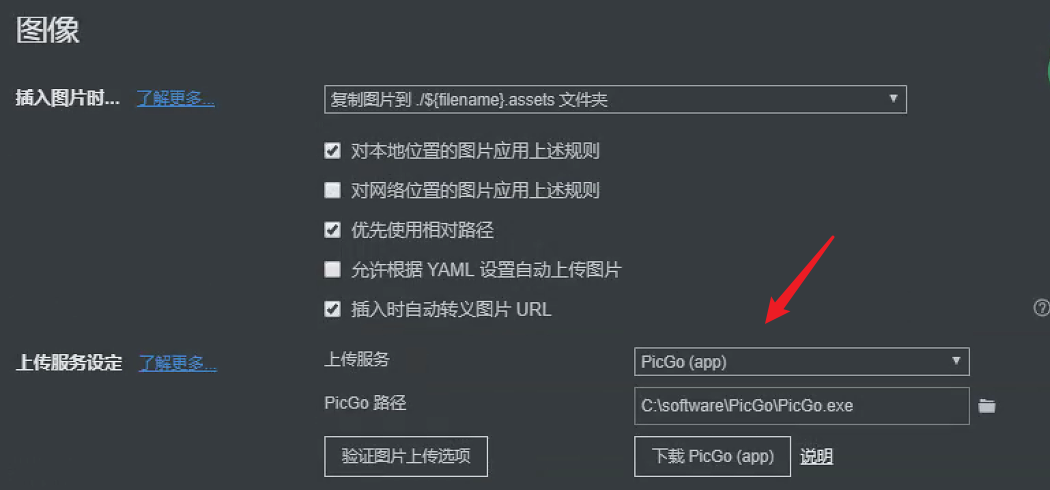 图像
插入图片时... 了解更多... 复制图片到 ./${filename}.assets 文件夹
对本地位置的图片应用上述规则
对网络位置的图片应用上述规则
优先使用相对路径
允许根据 YAML 设置自动上传图片
插入时自动转义图片 URL
上传服务设定 了解更多... 上传服务 PicGo (app)
PicGo 路径 C:\software\PicGo\PicGo.exe
验证图片上传选项 下载 PicGo (app) 说明